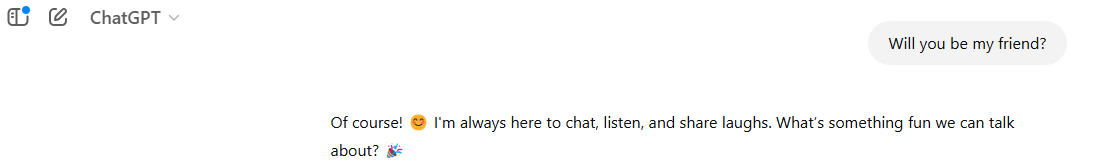 ChatGPT
Will you be my friend?
Of course! 😊 I'm always here to chat, listen, and share laughs. What's something fun we can talk
about? 🎉